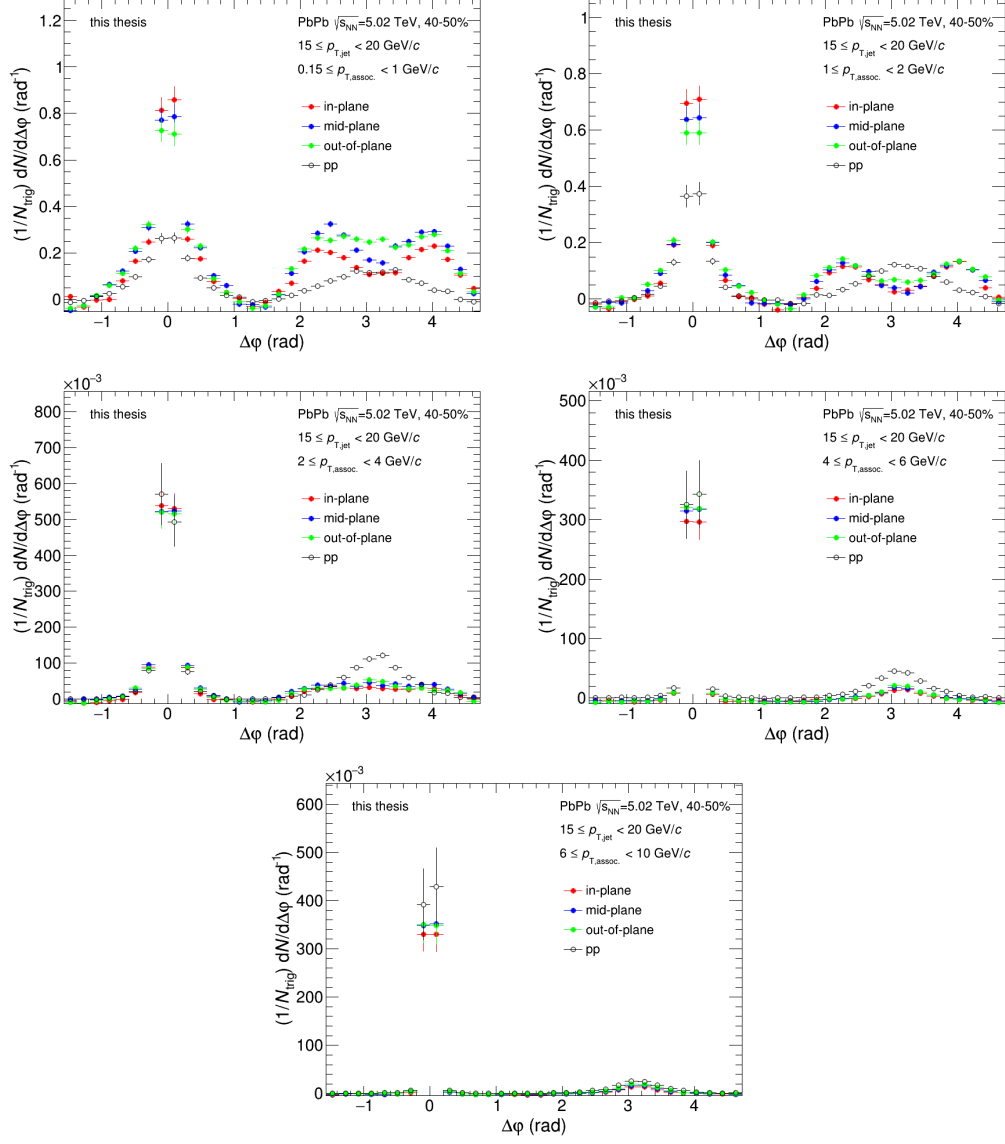 this thesis
PbPb √sNN=5.02 TeV, 40-50%
15 ≤ pT,jet < 20 GeV/c
0.15 ≤ pT,assoc. < 1 GeV/c
in-plane
mid-plane
out-of-plane
pp
(1/Ntrig) dN/dΔφ (rad-1)
1.2
1
0.8
0.6
0.4
0.2
0
−1 0 1 2 3 4
Δφ (rad)
this thesis
PbPb √sNN=5.02 TeV, 40-50%
15 ≤ pT,jet < 20 GeV/c
1 ≤ pT,assoc. < 2 GeV/c
in-plane
mid-plane
out-of-plane
pp
(1/Ntrig) dN/dΔφ (rad-1)
1
0.8
0.6
0.4
0.2
0
−1 0 1 2 3 4
Δφ (rad)
×10−3
this thesis
PbPb √sNN=5.02 TeV, 40-50%
15 ≤ pT,jet < 20 GeV/c
2 ≤ pT,assoc. < 4 GeV/c
in-plane
mid-plane
out-of-plane
pp
(1/Ntrig) dN/dΔφ (rad-1)
800
700
600
500
400
300
200
100
0
−1 0 1 2 3 4
Δφ (rad)
×10−3
this thesis
PbPb √sNN=5.02 TeV, 40-50%
15 ≤ pT,jet < 20 GeV/c
4 ≤ pT,assoc. < 6 GeV/c
in-plane
mid-plane
out-of-plane
pp
(1/Ntrig) dN/dΔφ (rad-1)
500
400
300
200
100
0
−1 0 1 2 3 4
Δφ (rad)
×10−3
this thesis
PbPb √sNN=5.02 TeV, 40-50%
15 ≤ pT,jet < 20 GeV/c
6 ≤ pT,assoc. < 10 GeV/c
in-plane
mid-plane
out-of-plane
pp
(1/Ntrig) dN/dΔφ (rad-1)
600
500
400
300
200
100
0
−1 0 1 2 3 4
Δφ (rad)